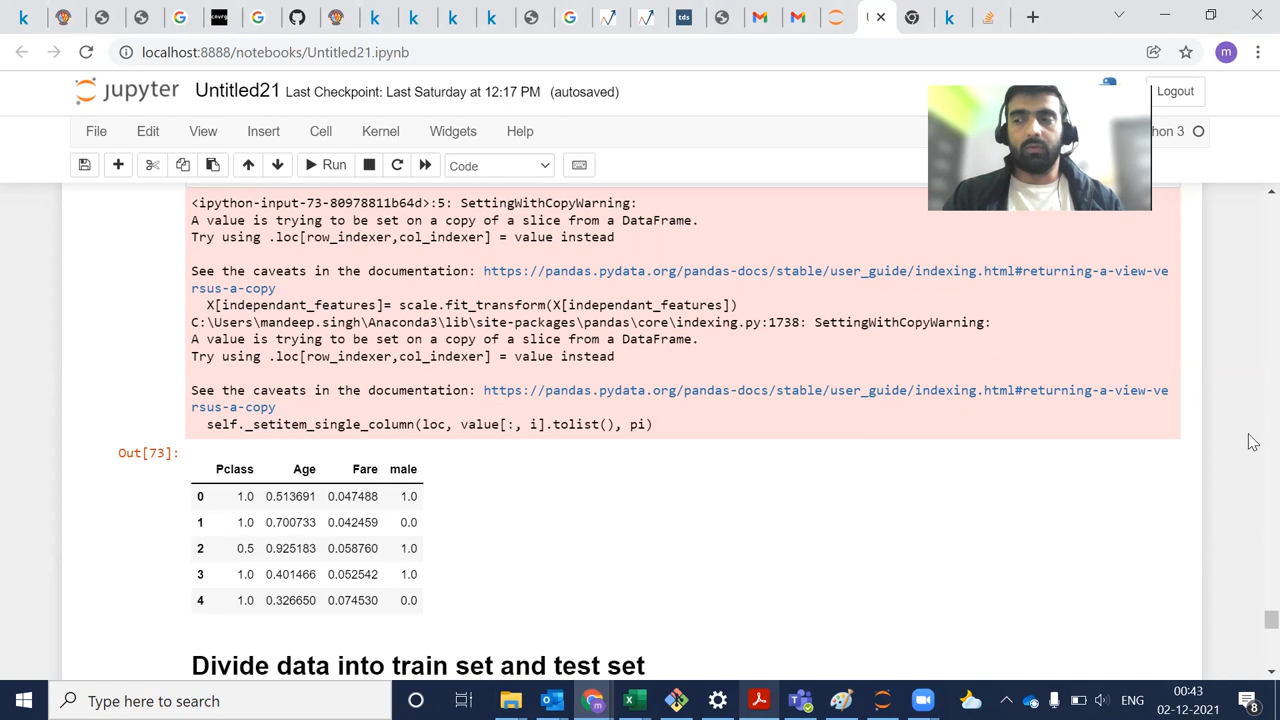 localhost:8888/notebooks/Untitled21.ipynb
m
jupyter Untitled21 Last Checkpoint: Last Saturday at 12:17 PM (autosaved)
Logout
File Edit View Insert Cell Kernel Widgets Help
hon 3
Run
Code
<ipython-input-73-80978811b64d>:5: SettingWithCopyWarning:
A value is trying to be set on a copy of a slice from a DataFrame.
Try using .loc[row_indexer,col_indexer] = value instead
See the caveats in the documentation: https://pandas.pydata.org/pandas-docs/stable/user_guide/indexing.html#returning-a-view-ve
rsus-a-copy
X[independant_features]= scale.fit_transform(X[independant_features])
C:\Users\mandeep.singh\Anaconda3\lib\site-packages\pandas\core\indexing.py:1738: SettingWithCopyWarning:
A value is trying to be set on a copy of a slice from a DataFrame.
Try using .loc[row_indexer,col_indexer] = value instead
See the caveats in the documentation: https://pandas.pydata.org/pandas-docs/stable/user_guide/indexing.html#returning-a-view-ve
rsus-a-copy
self._setitem_single_column(loc, value[:, i].tolist(), pi)
Out[73]:
Pclass Age Fare male
0 1.0 0.513691 0.047488 1.0
1 1.0 0.700733 0.042459 0.0
2 0.5 0.925183 0.058760 1.0
3 1.0 0.401466 0.052542 1.0
4 1.0 0.326650 0.074530 0.0
Divide data into train set and test set
Type here to search
ENG
00:43
02-12-2021
8